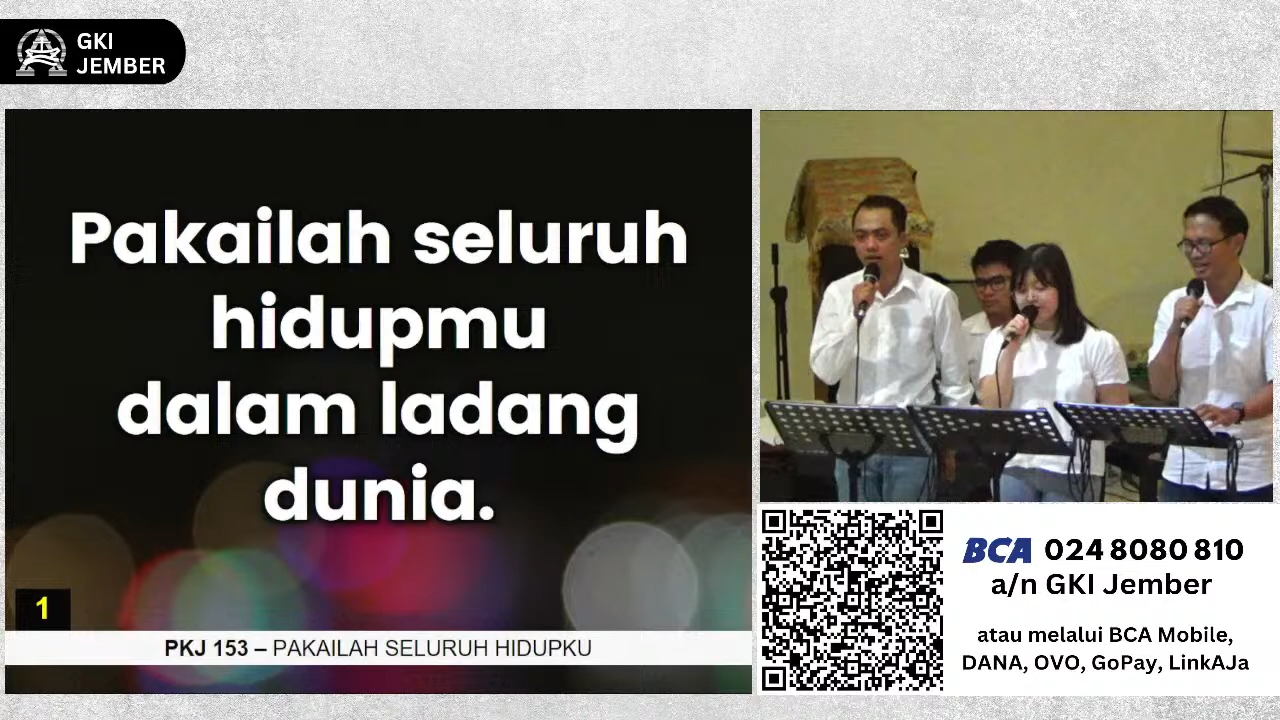 GKI
JEMBER
Pakailah seluruh
hidupmu
dalam ladang
dunia.
1
PKJ 153 – PAKAILAH SELURUH HIDUPKU
BCA 024 8080 810
a/n GKI Jember
atau melalui BCA Mobile,
DANA, OVO, GoPay, LinkAJa